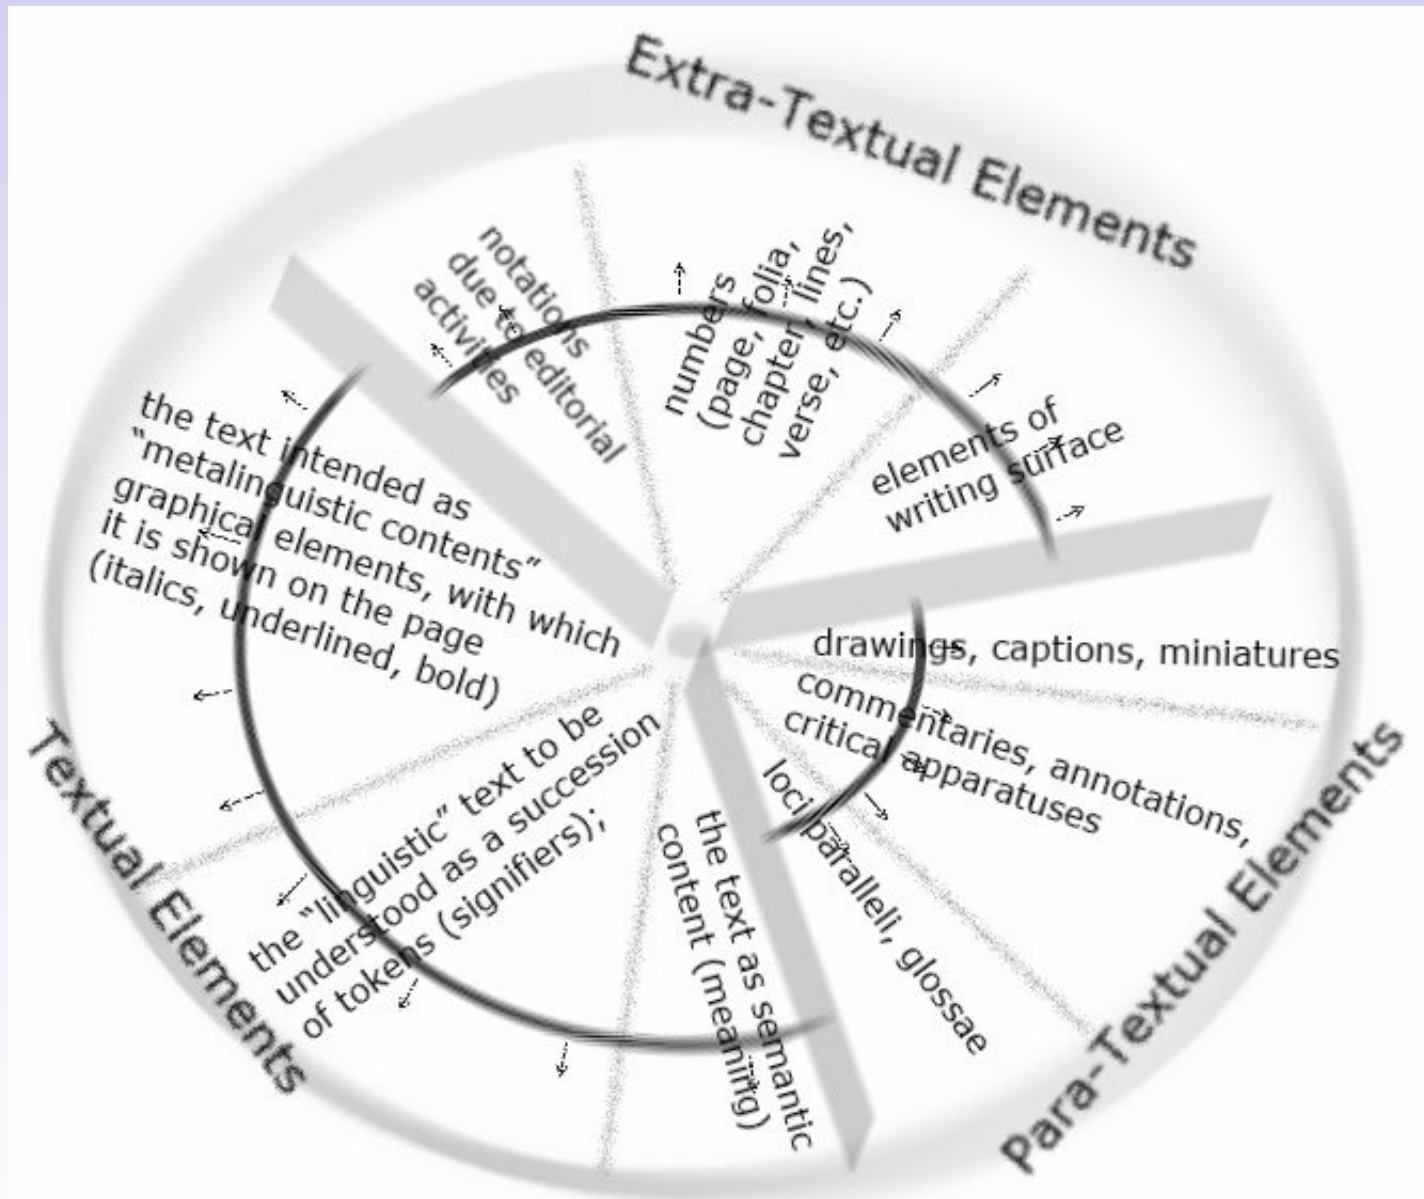 Extra-Textual Elements
notations
due to editorial
activities
numbers
(page, folia,
chapter, lines,
verse, etc.)
elements of
writing surface
drawings, captions, miniatures
commentaries, annotations,
critical apparatuses
loci paralleli, glossae
Para-Textual Elements
the text as semantic
content (meaning)
the “linguistic” text to be
understood as a succession
of tokens (signifiers);
the text intended as
“metalinguistic contents”
graphical elements, with which
it is shown on the page
(italics, underlined, bold)
Textual Elements